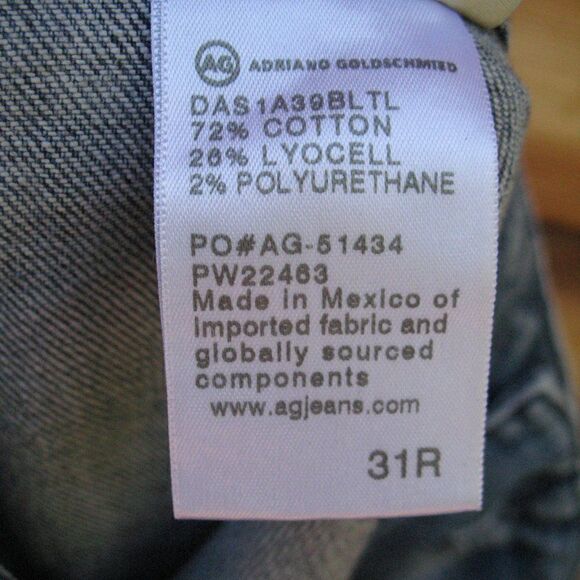 AG ADRIANO GOLDSCHMIED
DAS1A39BLTL
72% COTTON
26% LYOCELL
2% POLYURETHANE
PO#AG-51434
PW22463
Made in Mexico of
imported fabric and
globally sourced
components
www.agjeans.com
31R